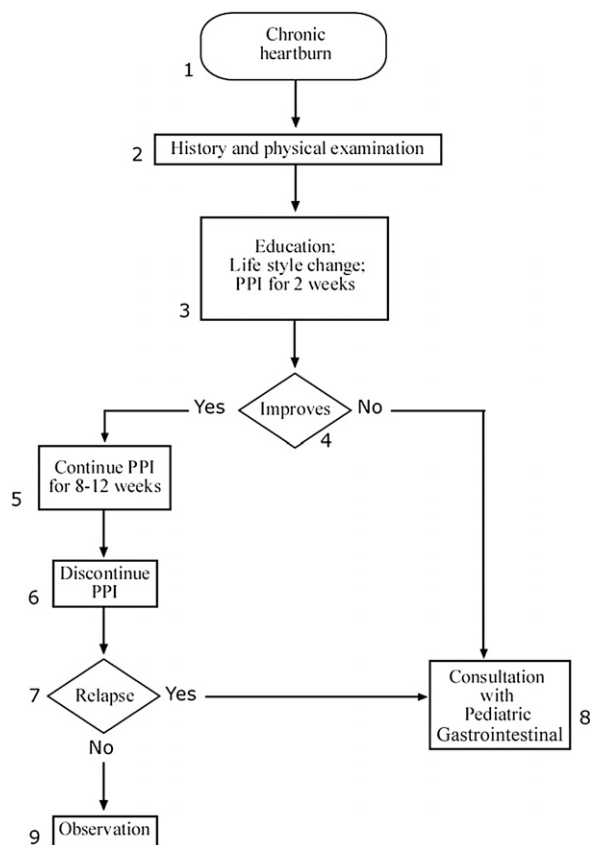 Chronic
heartburn
1
History and physical examination
2
Education;
Life style change;
PPI for 2 weeks
3
Yes
Improves
No
4
Continue PPI
for 8-12 weeks
5
Discontinue
PPI
6
7
Relapse
Yes
Consultation
with
Pediatric
Gastrointestinal
8
No
9
Observation